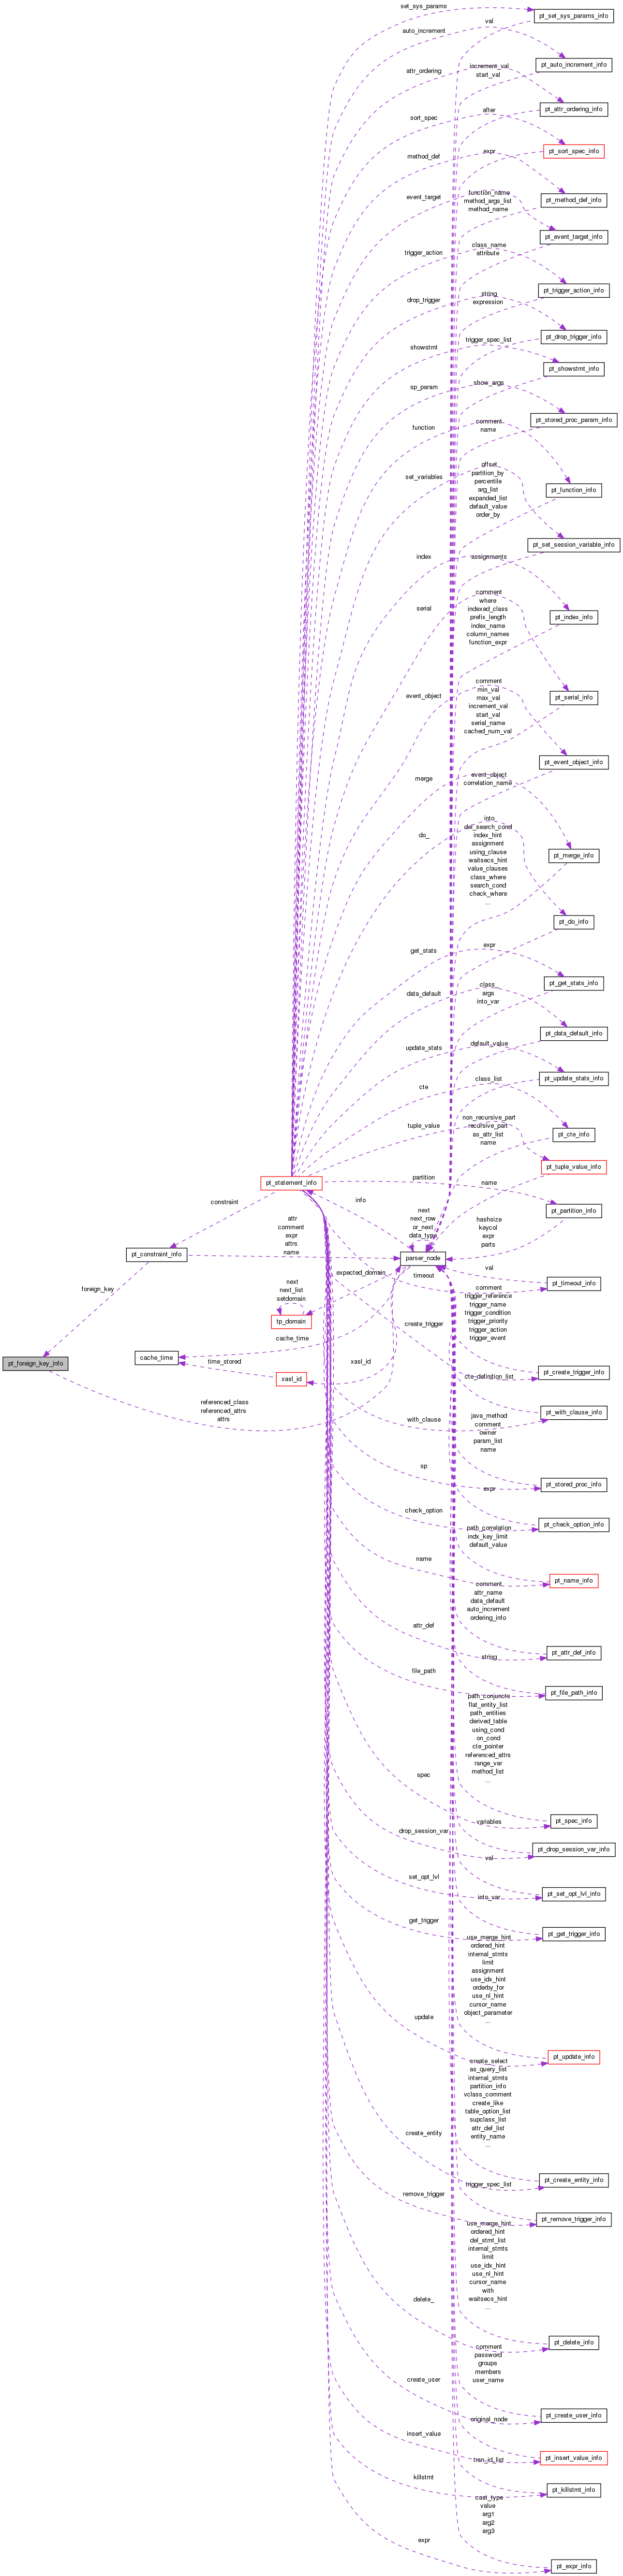 set_sys_params
pt_set_sys_params_info
val
auto_increment
pt_auto_increment_info
increment_val
start_val
attr_ordering
pt_attr_ordering_info
after
sort_spec
pt_sort_spec_info
expr
method_def
pt_method_def_info
function_name
method_args_list
method_name
event_target
pt_event_target_info
class_name
attribute
trigger_action
pt_trigger_action_info
string
expression
drop_trigger
pt_drop_trigger_info
trigger_spec_list
showstmt
pt_showstmt_info
show_args
sp_param
pt_stored_proc_param_info
comment
name
function
pt_function_info
offset
partition_by
percentile
arg_list
expanded_list
default_value
order_by
set_variables
pt_set_session_variable_info
assignments
index
pt_index_info
comment
where
indexed_class
prefix_length
index_name
column_names
function_expr
serial
pt_serial_info
comment
min_val
max_val
increment_val
start_val
serial_name
cached_num_val
event_object
pt_event_object_info
event_object
correlation_name
merge
pt_merge_info
into
del_search_cond
index_hint
assignment
using_clause
waitsecs_hint
value_clauses
class_where
search_cond
check_where
...
do_
pt_do_info
expr
get_stats
pt_get_stats_info
class_
args
into_var
data_default
pt_data_default_info
default_value
update_stats
pt_update_stats_info
class_list
cte
pt_cte_info
non_recursive_part
recursive_part
as_attr_list
name
tuple_value
pt_tuple_value_info
name
pt_statement_info
partition
pt_partition_info
hashsize
keycol
expr
parts
constraint
info
next
next_row
or_next
data_type
attr
comment
expr
attrs
name
pt_constraint_info
parser_node
val
pt_timeout_info
timeout
expected_domain
foreign_key
next
next_list
setdomain
tp_domain
comment
trigger_reference
trigger_name
trigger_condition
trigger_priority
trigger_action
trigger_event
create_trigger
cache_time
cache_time
time_stored
pt_foreign_key_info
xasl_id
xasl_id
pt_create_trigger_info
cte_definition_list
referenced_class
referenced_attrs
attrs
with_clause
pt_with_clause_info
java_method
comment
owner
param_list
name
sp
pt_stored_proc_info
expr
check_option
pt_check_option_info
path_correlation
indx_key_limit
default_value
name
pt_name_info
comment
attr_name
data_default
auto_increment
ordering_info
attr_def
pt_attr_def_info
string
file_path
pt_file_path_info
path_conjuncts
flat_entity_list
path_entities
derived_table
using_cond
on_cond
cte_pointer
referenced_attrs
range_var
method_list
...
spec
pt_spec_info
variables
drop_session_var
pt_drop_session_var_info
val
set_opt_lvl
pt_set_opt_lvl_info
into_var
get_trigger
pt_get_trigger_info
use_merge_hint
ordered_hint
internal_stmts
limit
assignment
use_idx_hint
orderby_for
use_nl_hint
cursor_name
object_parameter
...
update
pt_update_info
create_select
as_query_list
internal_stmts
partition_info
vclass_comment
create_like
table_option_list
supclass_list
attr_def_list
entity_name
...
create_entity
pt_create_entity_info
trigger_spec_list
remove_trigger
pt_remove_trigger_info
use_merge_hint
ordered_hint
del_stmt_list
internal_stmts
limit
use_idx_hint
use_nl_hint
cursor_name
with
waitsecs_hint
...
delete_
pt_delete_info
comment
password
groups
members
user_name
create_user
pt_create_user_info
original_node
insert_value
pt_insert_value_info
tran_id_list
killstmt
pt_killstmt_info
cast_type
value
arg1
arg2
arg3
expr
pt_expr_info